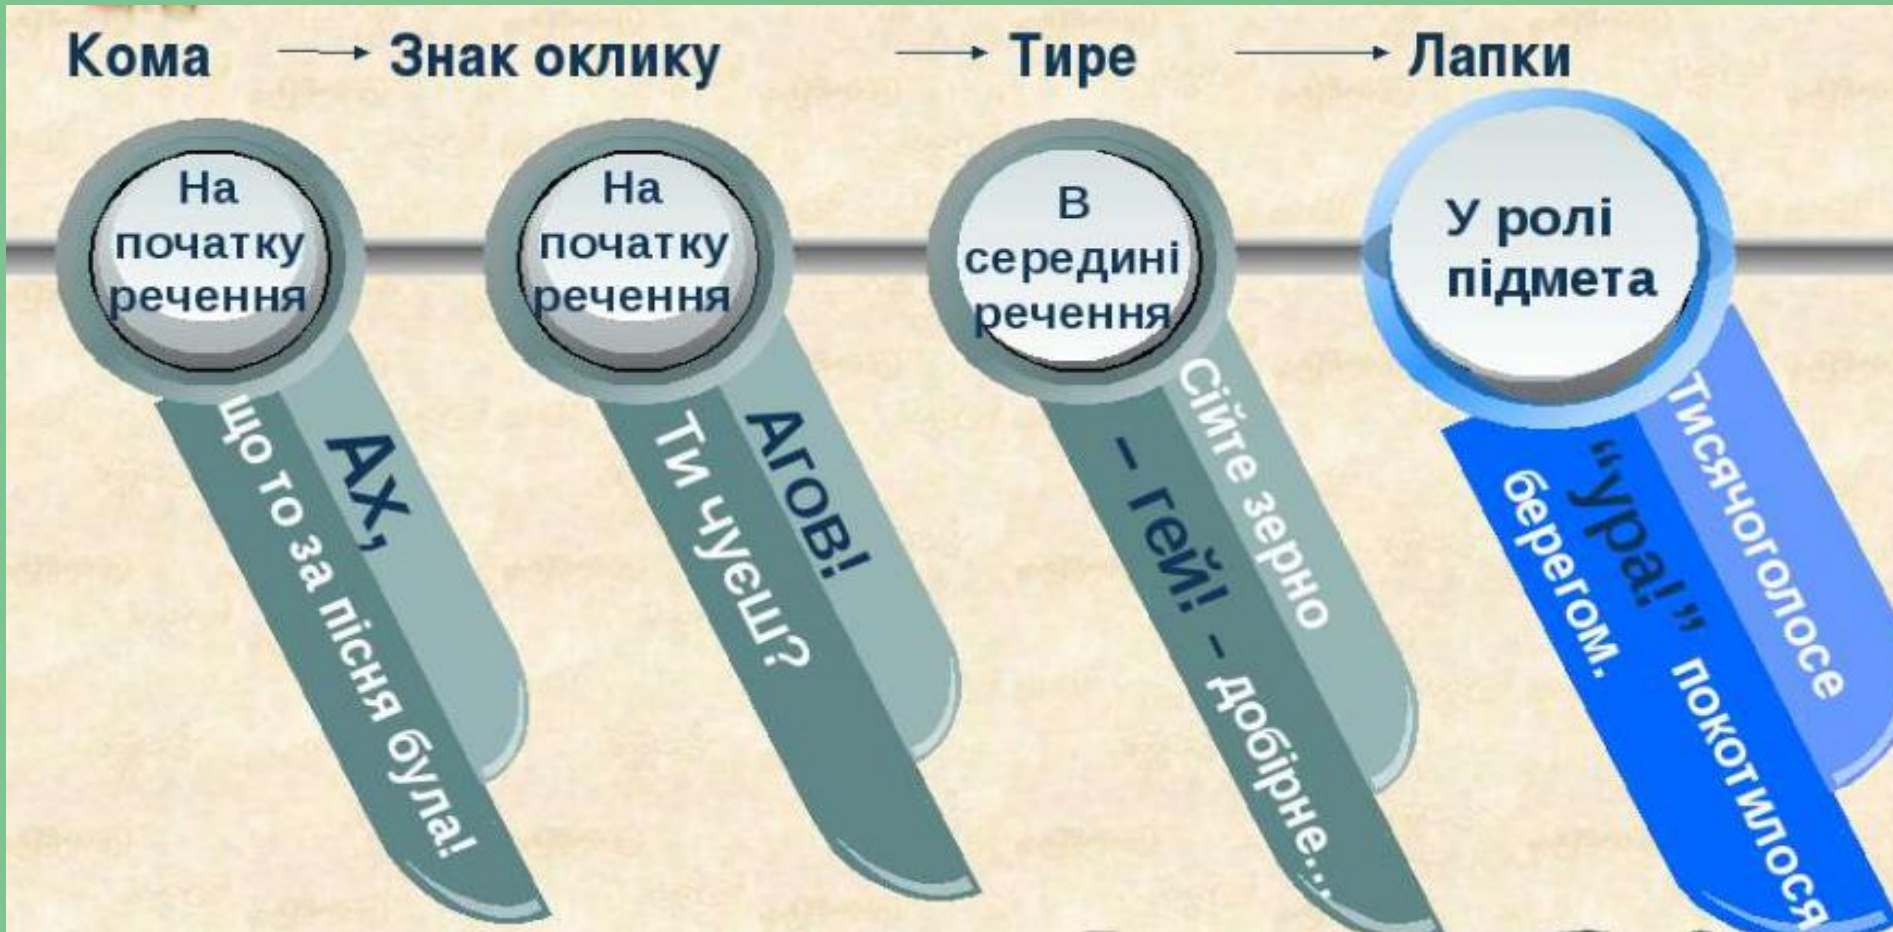 Кома → Знак оклику → Тире → Лапки
На
початку
речення
Ах,
що то за пісня була!
На
початку
речення
Агов!
Ти чуєш?
В
середині
речення
Сійте зерно
– гей! – добірне...
У ролі
підмета
Тисячоголосе
“ура!” покотилося
берегом.